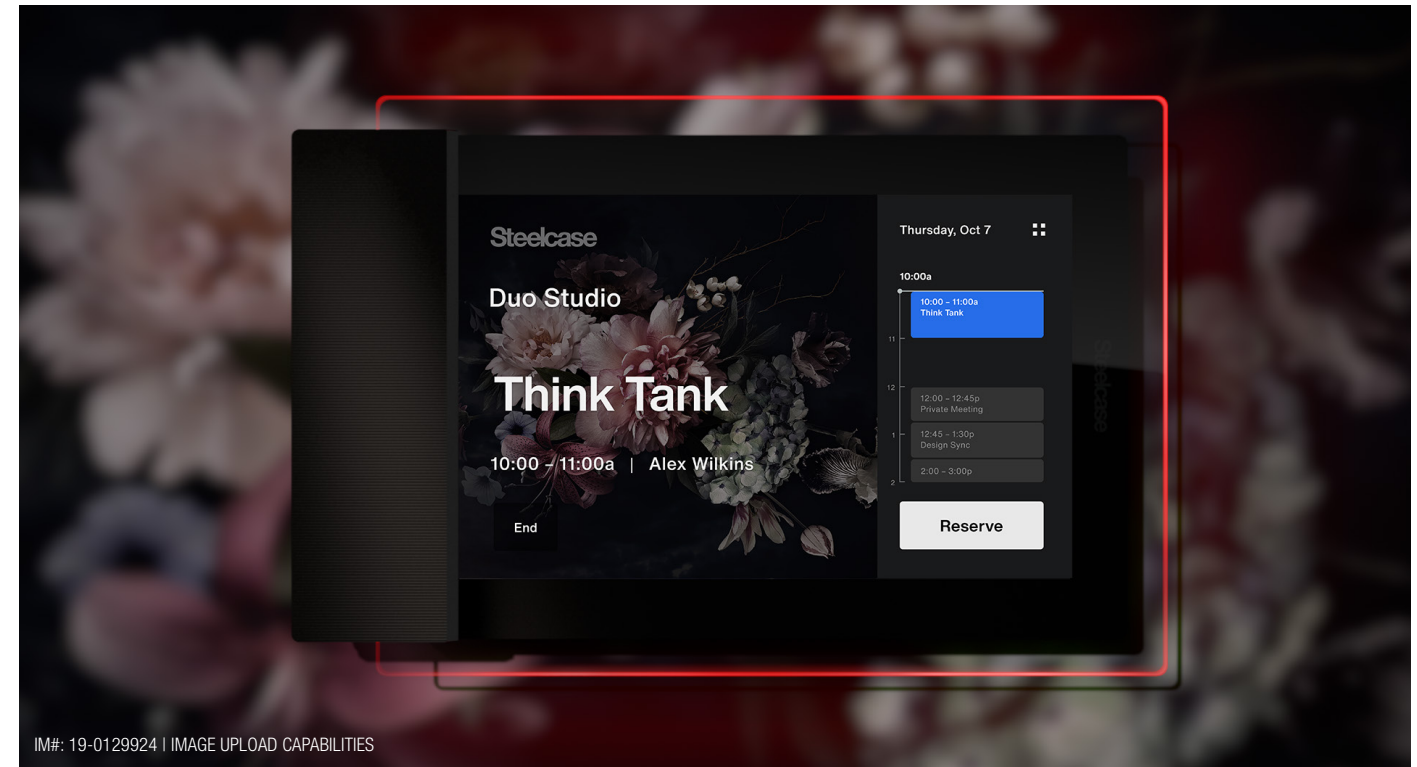 Steelcase
Duo Studio
Think Tank
10:00 – 11:00a | Alex Wilkins
End
Thursday, Oct 7
10:00a
10:00 – 11:00a
Think Tank
11
12
12:00 – 12:45p
Private Meeting
1
12:45 – 1:30p
Design Sync
2:00 – 3:00p
2
Reserve
Steelcase
IM#: 19-0129924 | IMAGE UPLOAD CAPABILITIES